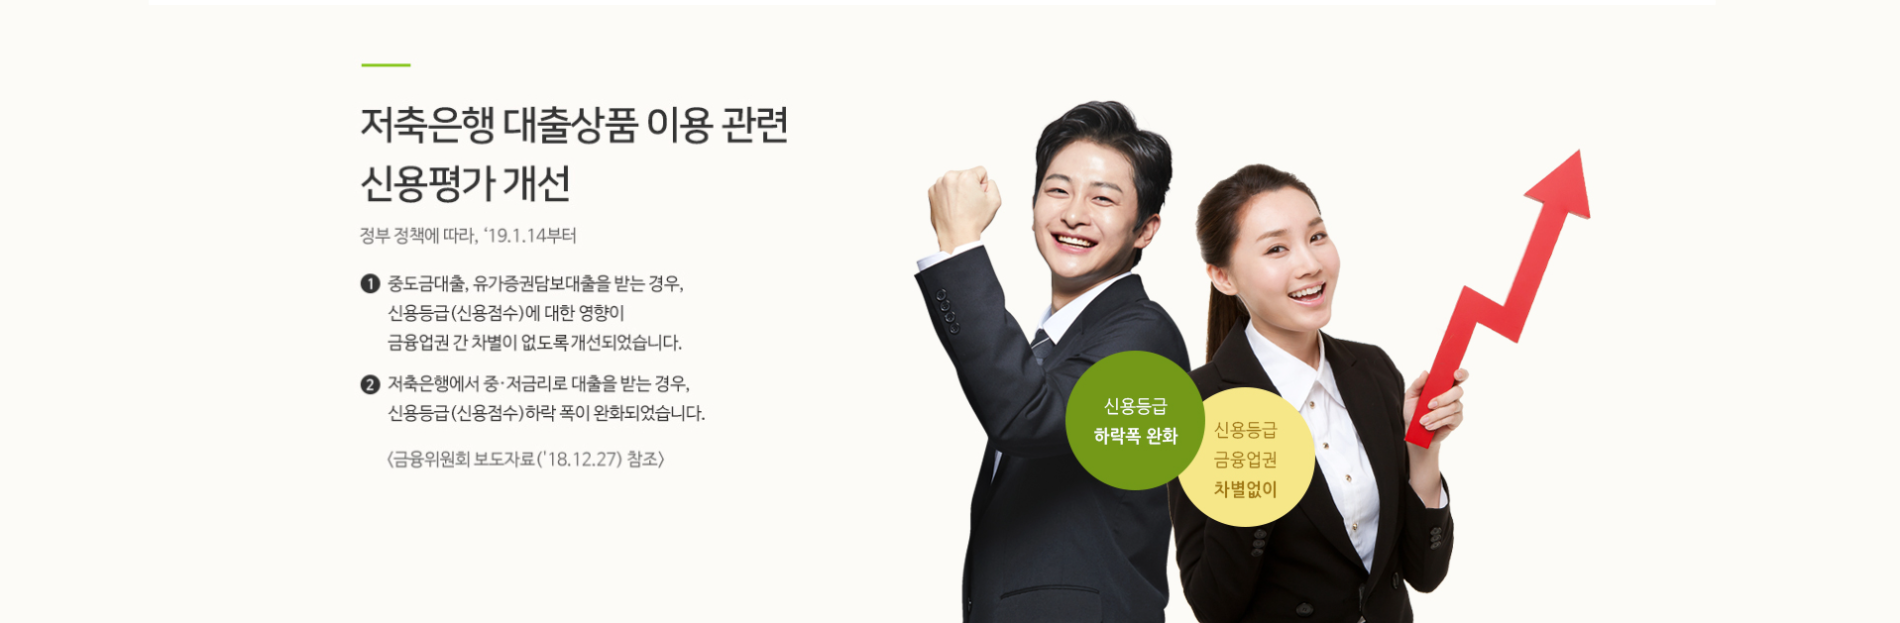 저축은행 대출상품 이용 관련
신용평가 개선
정부 정책에 따라, ‘19.1.14부터
1 중도금대출, 유가증권담보대출을 받는 경우,
신용등급(신용점수)에 대한 영향이
금융업권 간 차별이 없도록 개선되었습니다.
2 저축은행에서 중·저금리로 대출을 받는 경우,
신용등급(신용점수)하락 폭이 완화되었습니다.
<금융위원회 보도자료('18.12.27) 참조>
신용등급
하락폭 완화
신용등급
금융업권
차별없이